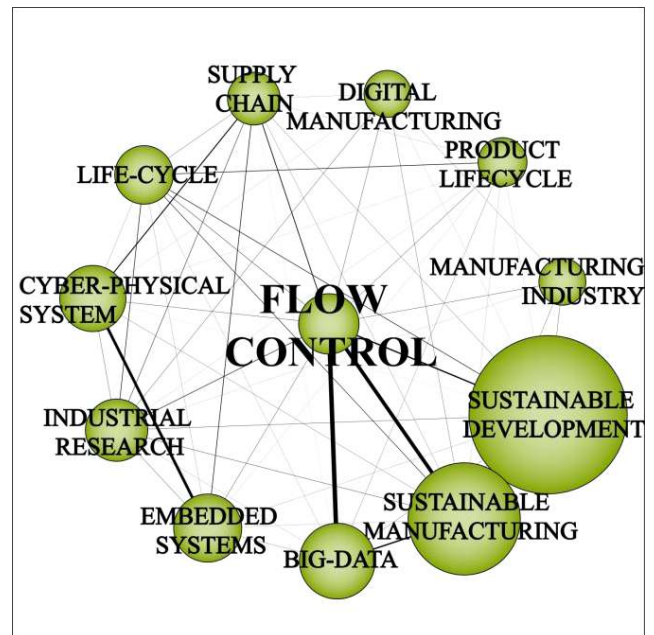 SUPPLY
CHAIN
DIGITAL
MANUFACTURING
PRODUCT
LIFECYCLE
LIFE-CYCLE
MANUFACTURING
INDUSTRY
CYBER-PHYSICAL
SYSTEM
FLOW
CONTROL
SUSTAINABLE
DEVELOPMENT
INDUSTRIAL
RESEARCH
SUSTAINABLE
MANUFACTURING
EMBEDDED
SYSTEMS
BIG-DATA